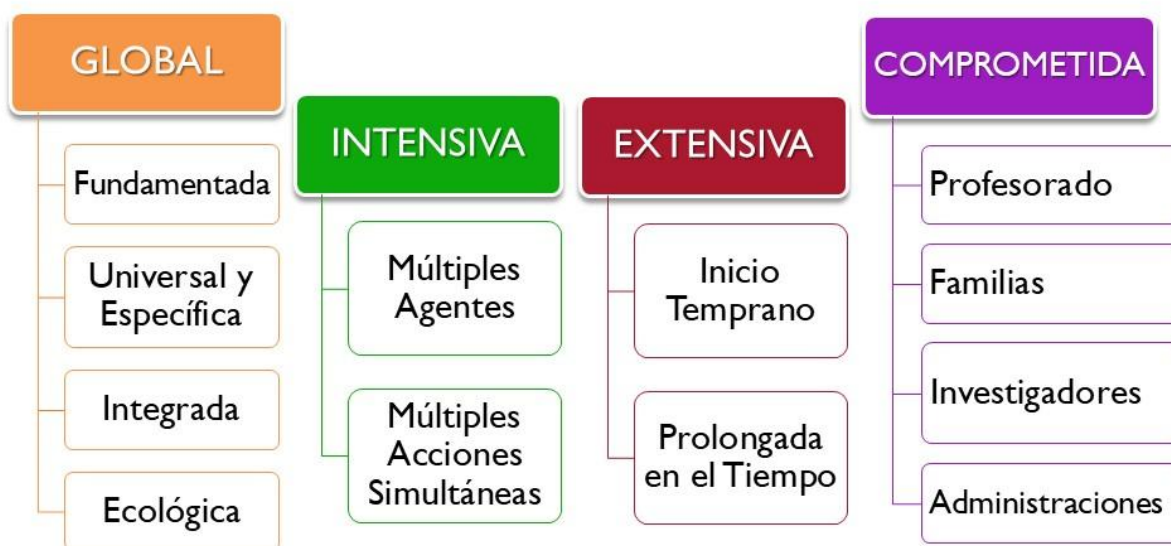 GLOBAL
Fundamentada
Universal y
Específica
Integrada
Ecológica
INTENSIVA
Múltiples
Agentes
Múltiples
Acciones
Simultáneas
EXTENSIVA
Inicio
Temprano
Prolongada
en el Tiempo
COMPROMETIDA
Profesorado
Familias
Investigadores
Administraciones